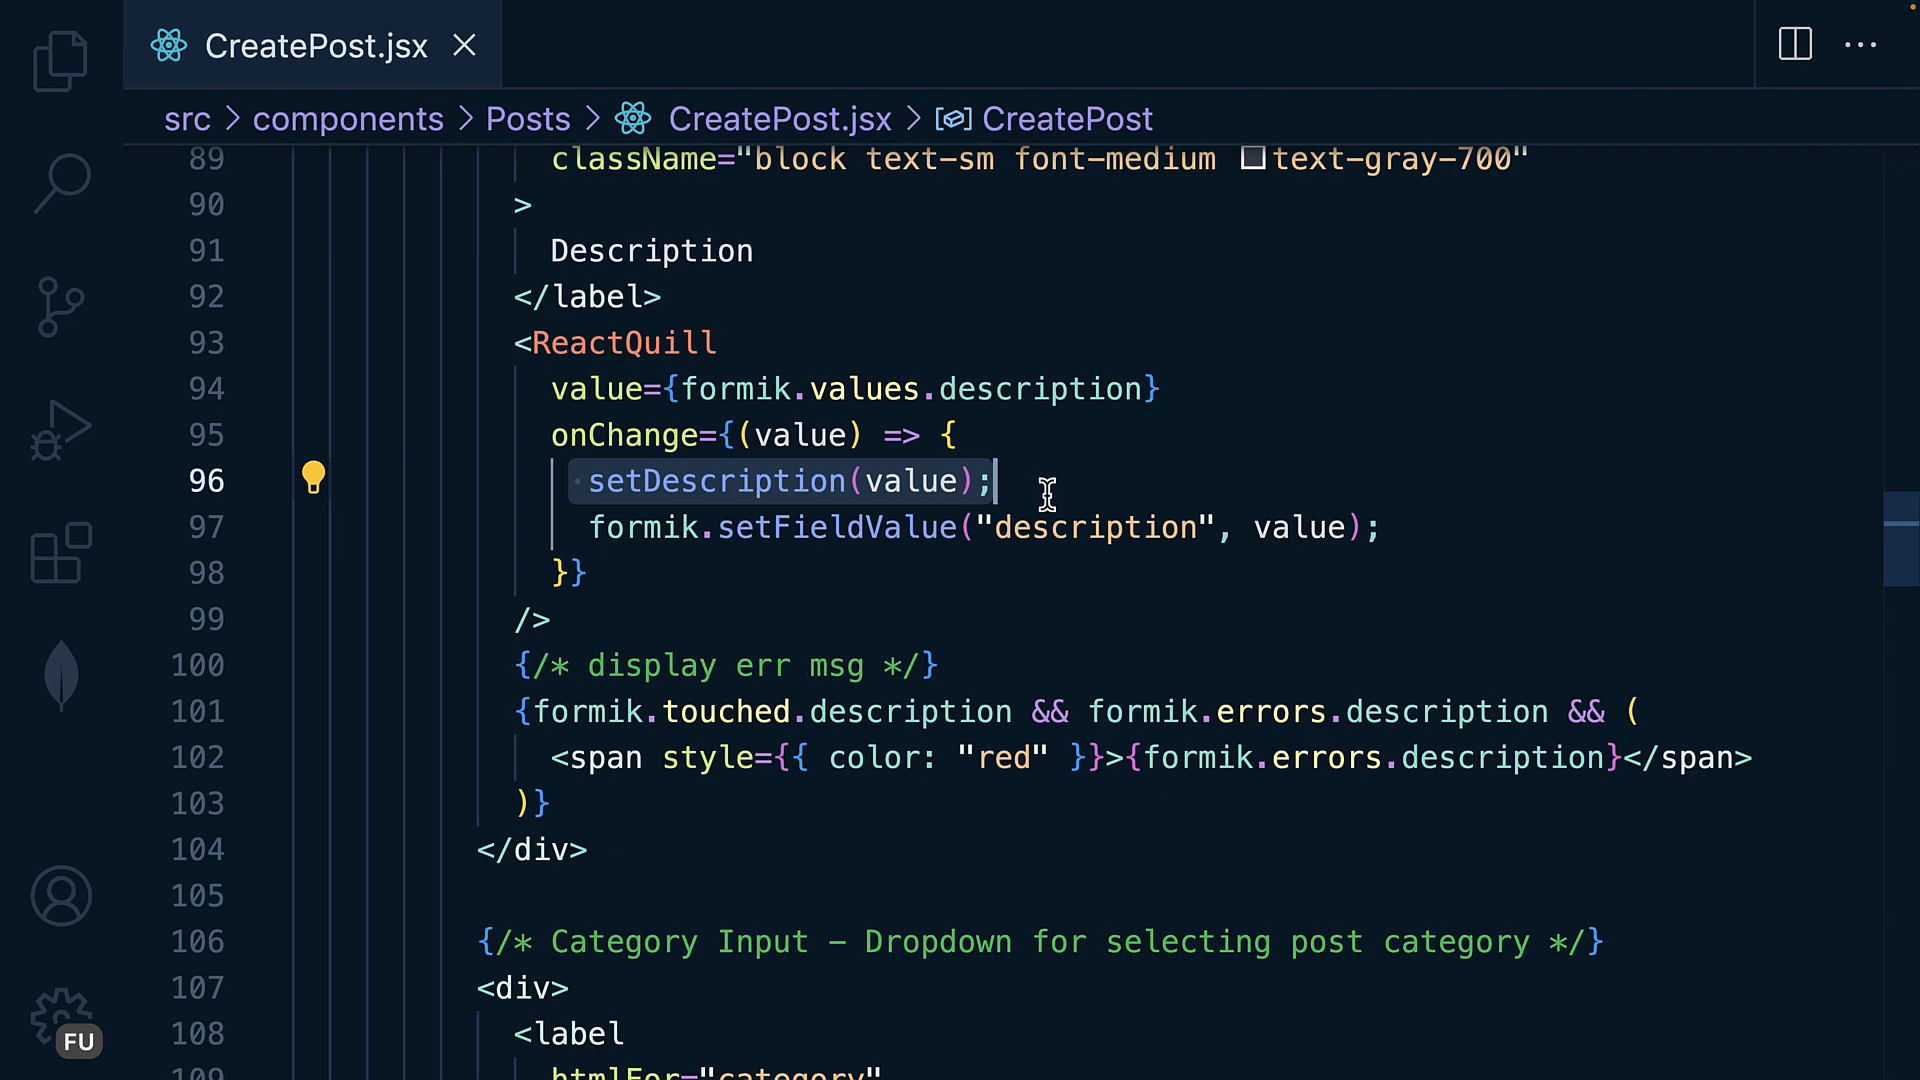 CreatePost.jsx
src > components > Posts > CreatePost.jsx > CreatePost
89 className="block text-sm font-medium text-gray-700"
90 >
91 Description
92 </label>
93 <ReactQuill
94 value={formik.values.description}
95 onChange={(value) => {
96 setDescription(value);
97 formik.setFieldValue("description", value);
98 }}
99 />
100 {/* display err msg */}
101 {formik.touched.description && formik.errors.description && (
102 <span style={{ color: "red" }}>{formik.errors.description}</span>
103 )}
104 </div>
105
106 {/* Category Input – Dropdown for selecting post category */}
107 <div>
108 <label
109 htmlFor="category"
FU